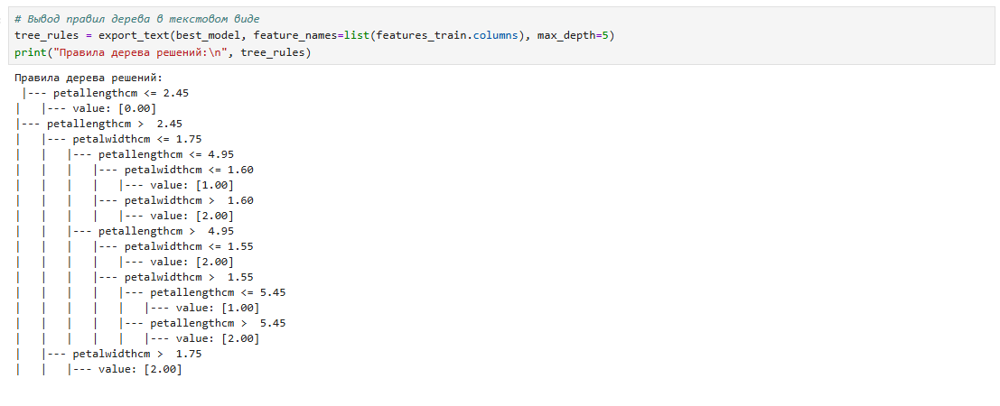 # Вывод правил дерева в текстовом виде
tree_rules = export_text(best_model, feature_names=list(features_train.columns), max_depth=5)
print("Правила дерева решений:\n", tree_rules)
Правила дерева решений:
 |--- petallengthcm <= 2.45
|   |--- value: [0.00]
|--- petallengthcm >  2.45
|   |--- petalwidthcm <= 1.75
|   |   |--- petallengthcm <= 4.95
|   |   |   |--- petalwidthcm <= 1.60
|   |   |   |   |--- value: [1.00]
|   |   |   |--- petalwidthcm >  1.60
|   |   |   |   |--- value: [2.00]
|   |   |--- petallengthcm >  4.95
|   |   |   |--- petalwidthcm <= 1.55
|   |   |   |   |--- value: [2.00]
|   |   |   |--- petalwidthcm >  1.55
|   |   |   |   |--- petallengthcm <= 5.45
|   |   |   |   |   |--- value: [1.00]
|   |   |   |   |--- petallengthcm >  5.45
|   |   |   |   |   |--- value: [2.00]
|   |--- petalwidthcm >  1.75
|   |   |--- value: [2.00]